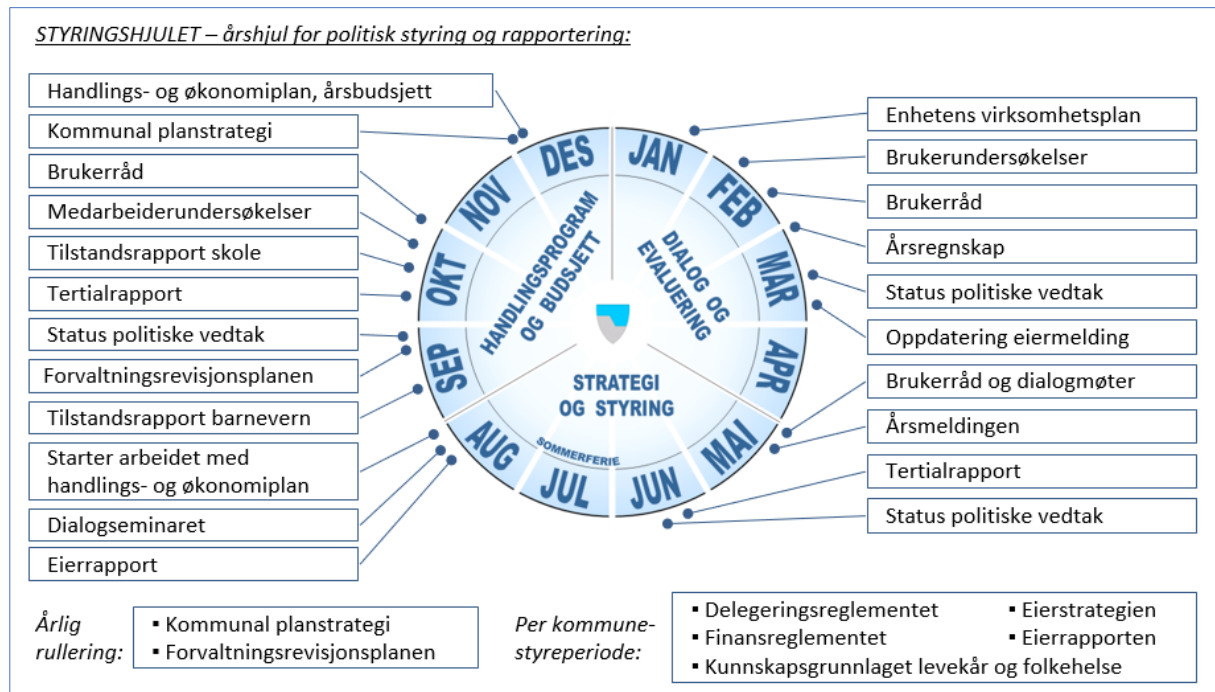 STYRINGSHJULET – årshjul for politisk styring og rapportering:
Handlings- og økonomiplan, årsbudsjett
Kommunal planstrategi
Brukerråd
Medarbeiderundersøkelser
Tilstandsrapport skole
Tertialrapport
Status politiske vedtak
Forvaltningsrevisjonsplanen
Tilstandsrapport barnevern
Starter arbeidet med
handlings- og økonomiplan
Dialogseminaret
Eierrapport
JAN
FEB
MAR
APR
MAI
JUN
JUL
AUG
SEP
OKT
NOV
DES
HANDLINGSPROGRAM
OG BUDSJETT
DIALOG OG
EVALUERING
STRATEGI
OG STYRING
SOMMERFERIE
Enhetens virksomhetsplan
Brukerundersøkelser
Brukerråd
Årsregnskap
Status politiske vedtak
Oppdatering eiermelding
Brukerråd og dialogmøter
Årsmeldingen
Tertialrapport
Status politiske vedtak
Årlig
rullering:
▪ Kommunal planstrategi
▪ Forvaltningsrevisjonsplanen
Per kommune-
styreperiode:
▪ Delegeringsreglementet ▪ Eierstrategien
▪ Finansreglementet ▪ Eierrapporten
▪ Kunnskapsgrunnlaget levekår og folkehelse